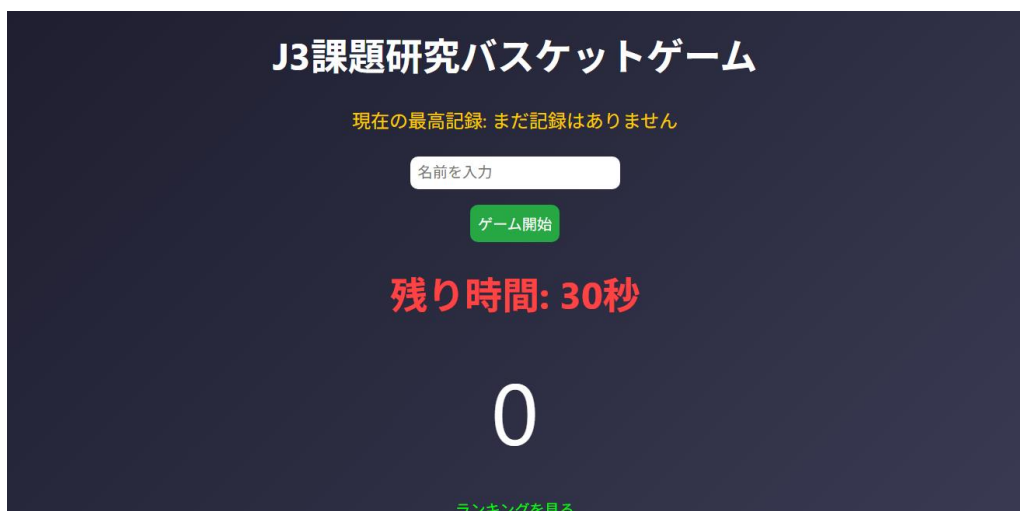 J3課題研究バスケットゲーム
現在の最高記録: まだ記録はありません
名前を入力
ゲーム開始
残り時間: 30秒
0
ランキングを見る